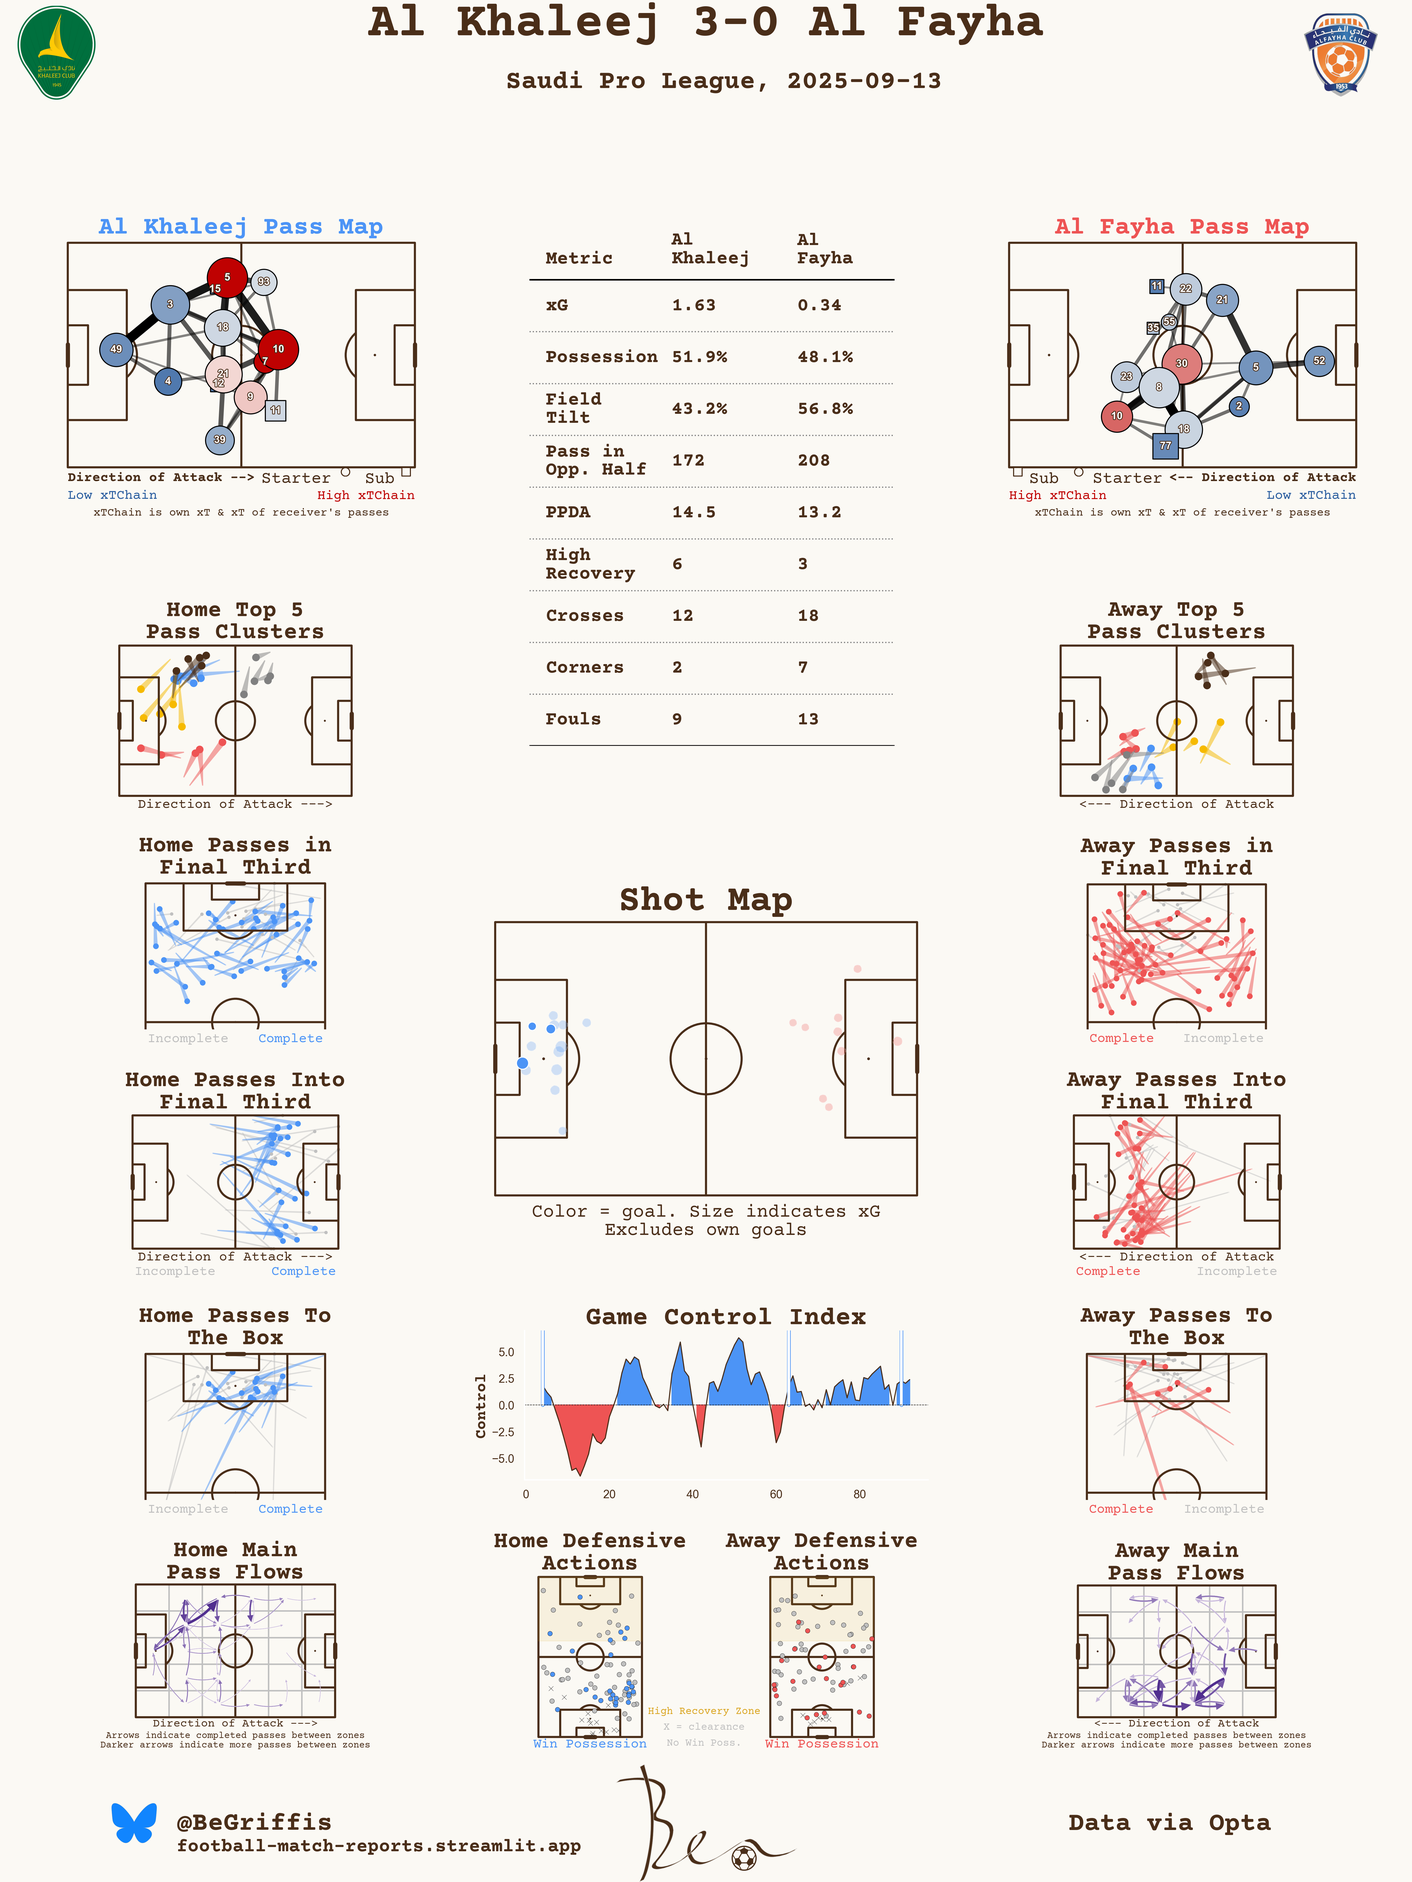 Al Khaleej 3-0 Al Fayha
Saudi Pro League, 2025-09-13
KHALEEJ CLUB
1945
نادي الفيحاء
ALFAYHA CLUB
1953
Al Khaleej Pass Map
5
93
15
3
18
49
10
7
21
4
12
9
11
39
Direction of Attack --> Starter Sub
Low xTChain High xTChain
xTChain is own xT & xT of receiver's passes
Metric Al Khaleej Al Fayha
xG 1.63 0.34
Possession 51.9% 48.1%
Field Tilt 43.2% 56.8%
Pass in Opp. Half 172 208
PPDA 14.5 13.2
High Recovery 6 3
Crosses 12 18
Corners 2 7
Fouls 9 13
Al Fayha Pass Map
11
22
21
55
35
30
52
5
23
8
2
10
18
77
Sub Starter <-- Direction of Attack
High xTChain Low xTChain
xTChain is own xT & xT of receiver's passes
Home Top 5
Pass Clusters
Direction of Attack --->
Away Top 5
Pass Clusters
<--- Direction of Attack
Home Passes in
Final Third
Incomplete Complete
Away Passes in
Final Third
Complete Incomplete
Shot Map
Color = goal. Size indicates xG
Excludes own goals
Home Passes Into
Final Third
Direction of Attack --->
Incomplete Complete
Away Passes Into
Final Third
<--- Direction of Attack
Complete Incomplete
Home Passes To
The Box
Incomplete Complete
Game Control Index
Control
5.0
2.5
0.0
−2.5
−5.0
0 20 40 60 80
Away Passes To
The Box
Complete Incomplete
Home Main
Pass Flows
Direction of Attack --->
Arrows indicate completed passes between zones
Darker arrows indicate more passes between zones
Home Defensive
Actions
Win Possession
Away Defensive
Actions
Win Possession
High Recovery Zone
X = clearance
No Win Poss.
Away Main
Pass Flows
<--- Direction of Attack
Arrows indicate completed passes between zones
Darker arrows indicate more passes between zones
@BeGriffis
football-match-reports.streamlit.app
Ben
Data via Opta